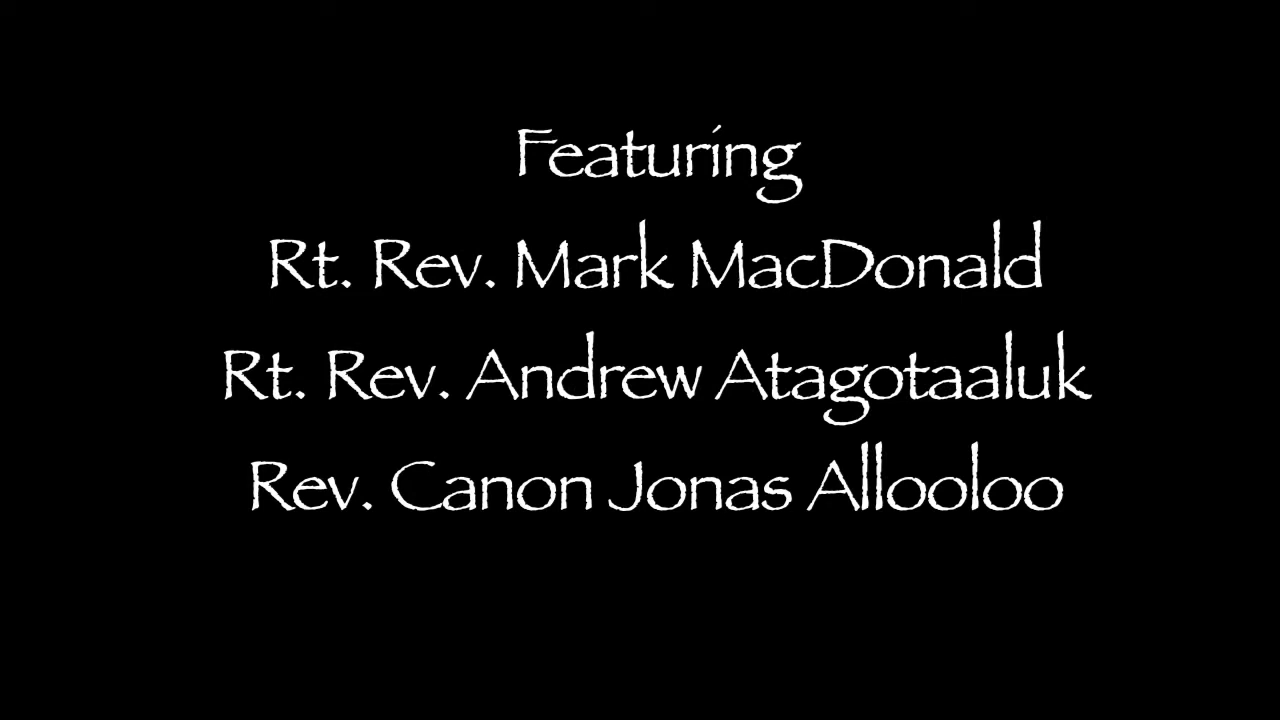 Featuring
Rt. Rev. Mark MacDonald
Rt. Rev. Andrew Atagotaaluk
Rev. Canon Jonas Allooloo